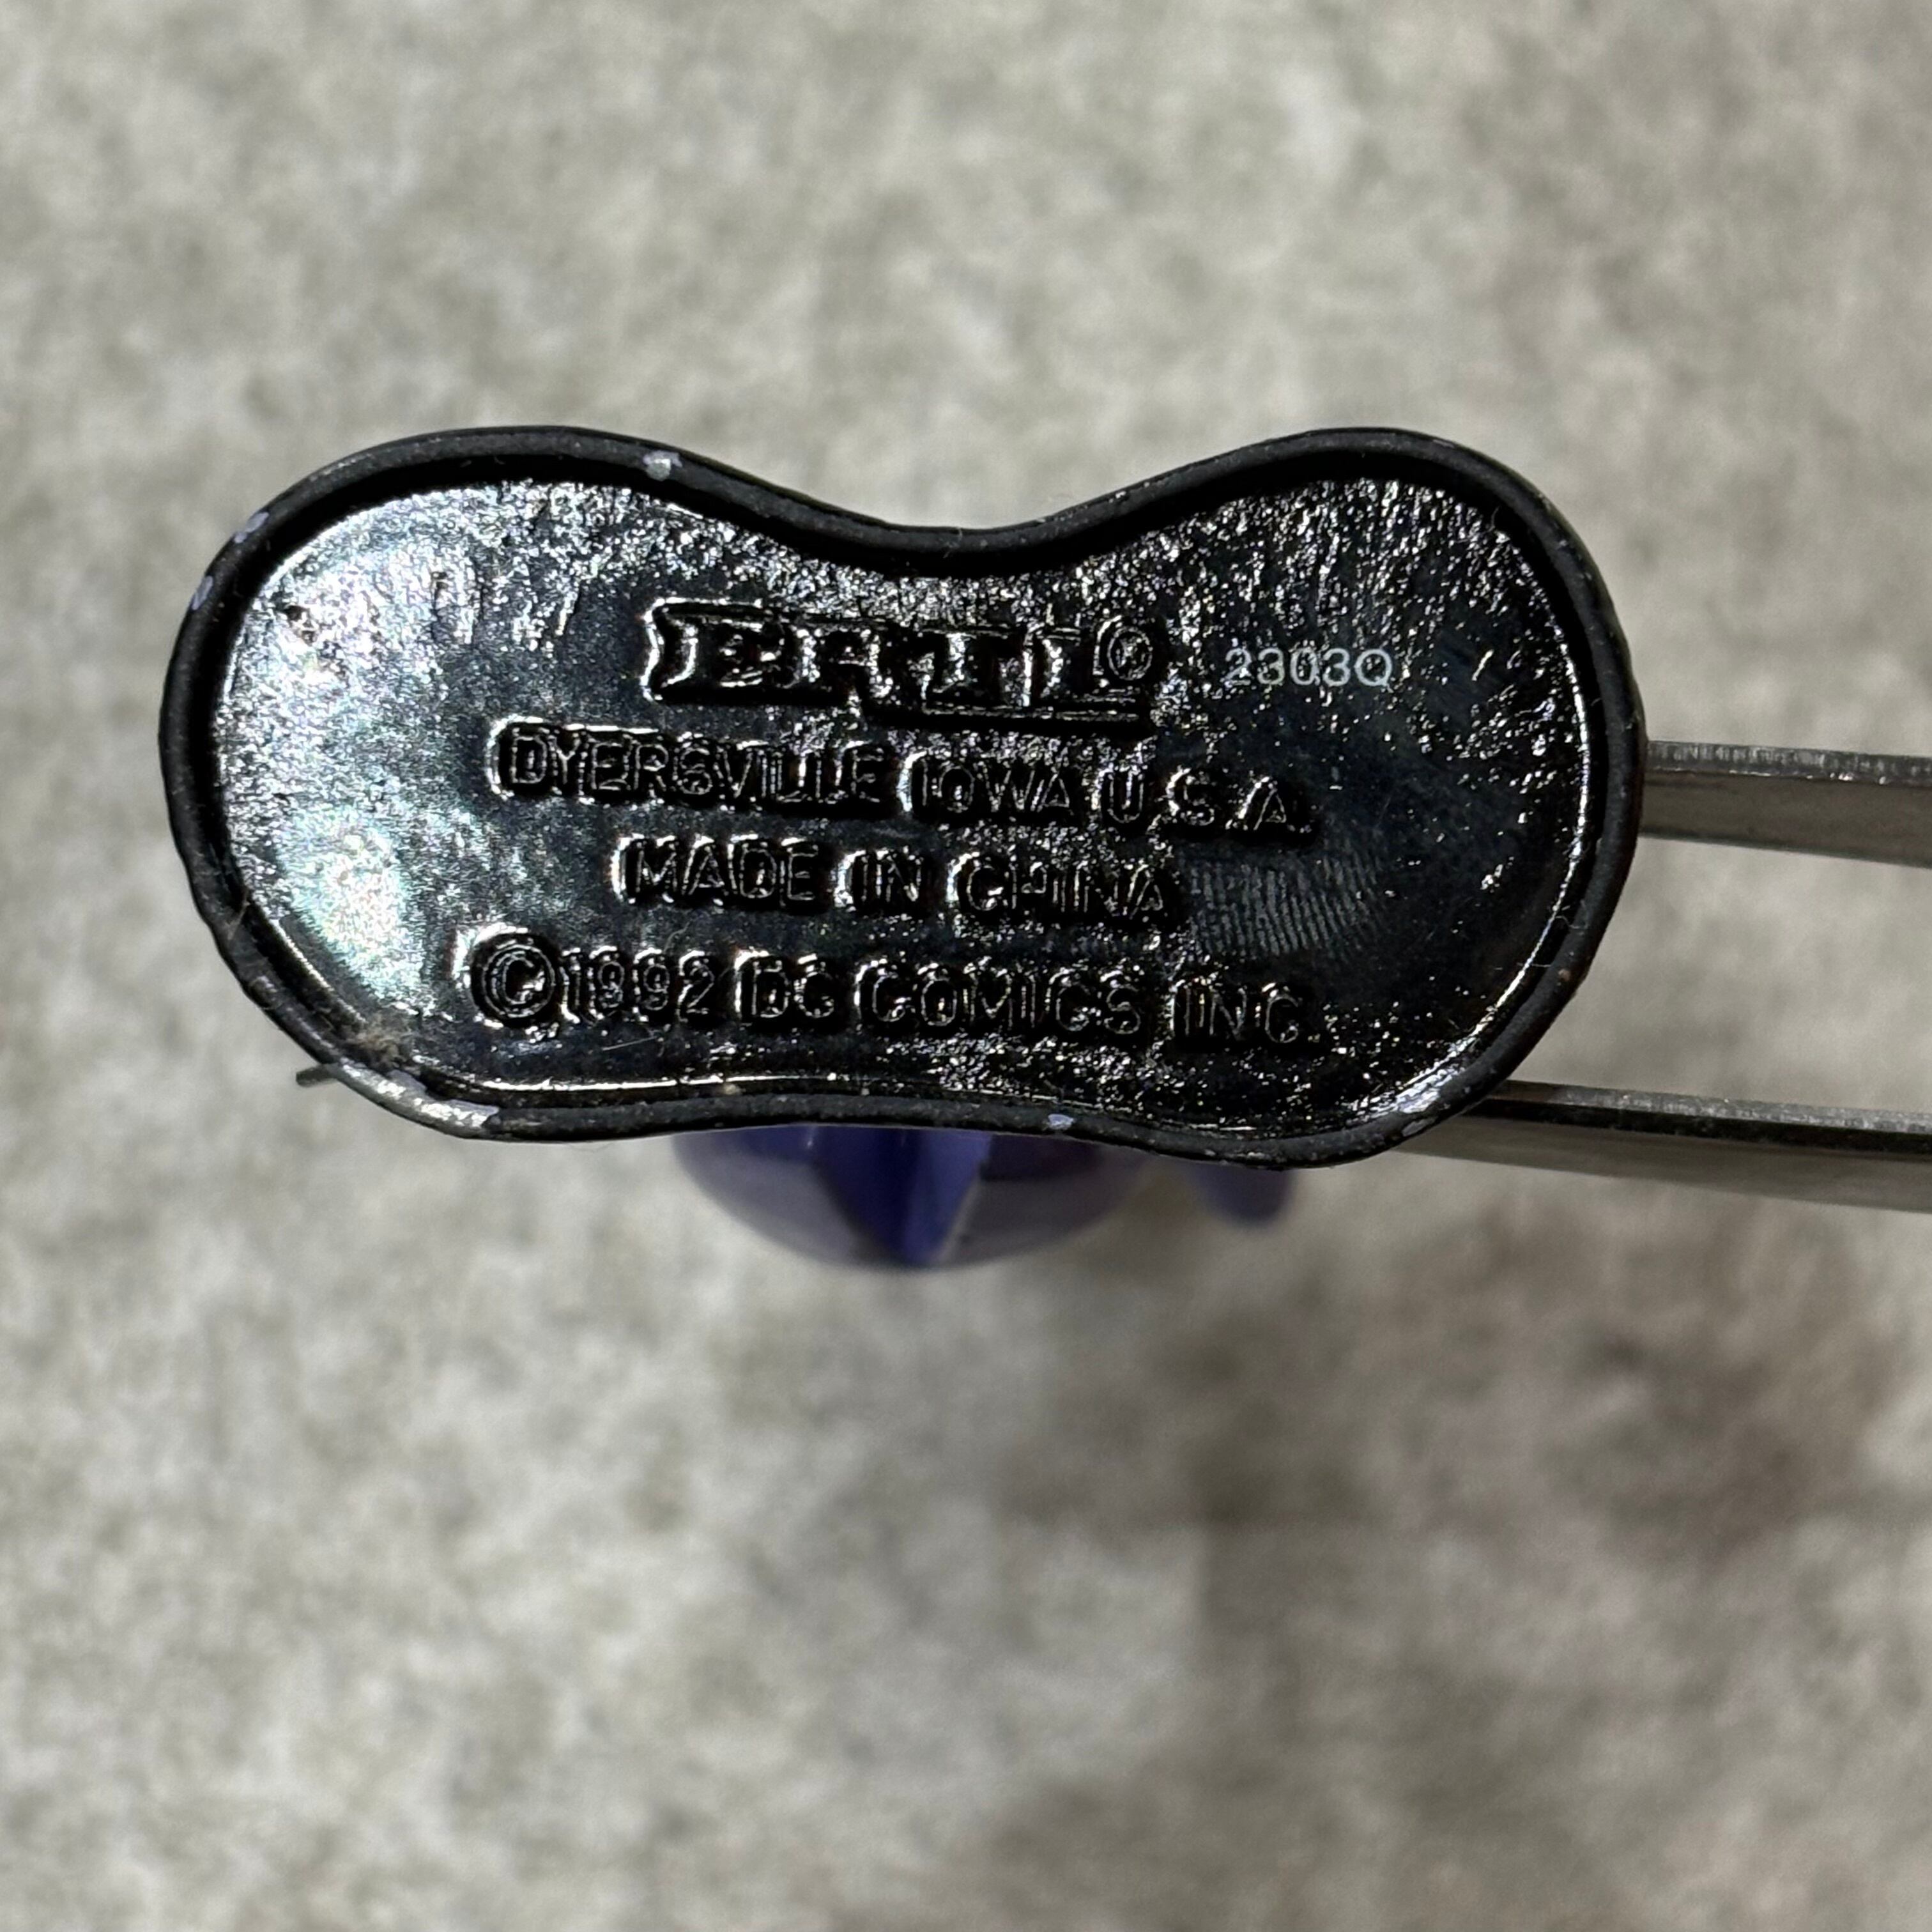 ERTL® 2303Q
DYERSVILLE IOWA U.S.A.
MADE IN CHINA
©1992 DC COMICS INC.